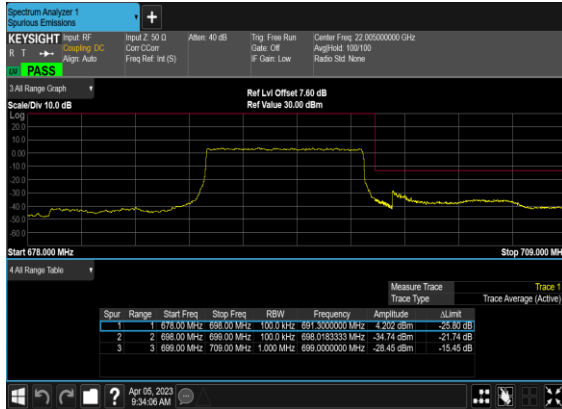 Spectrum Analyzer 1
Spurious Emissions
+
KEYSIGHT Input: RF Input Z: 50 Ω Atten: 40 dB Trig: Free Run Center Freq: 22.005000000 GHz
R T Coupling: DC Corr CCorr Gate: Off Avg|Hold: 100/100
Align: Auto Freq Ref: Int (S) IF Gain: Low Radio Std: None
PASS
3 All Range Graph
Ref Lvl Offset 7.60 dB
Scale/Div 10.0 dB Ref Value 30.00 dBm
Log
20.0
10.0
0.00
-10.0
-20.0
-30.0
-40.0
-50.0
-60.0
Start 678.000 MHz Stop 709.000 MH
4 All Range Table
Measure Trace Trace 1
Trace Type Trace Average (Active)
Spur Range Start Freq Stop Freq RBW Frequency Amplitude ΔLimit
1 1 678.00 MHz 698.00 MHz 100.0 kHz 691.3000000 MHz 4.202 dBm -25.80 dB
2 2 698.00 MHz 699.00 MHz 100.0 kHz 698.0183333 MHz -34.74 dBm -21.74 dB
3 3 699.00 MHz 709.00 MHz 1.000 MHz 699.0000000 MHz -28.45 dBm -15.45 dB
? Apr 05, 2023
9:34:06 AM